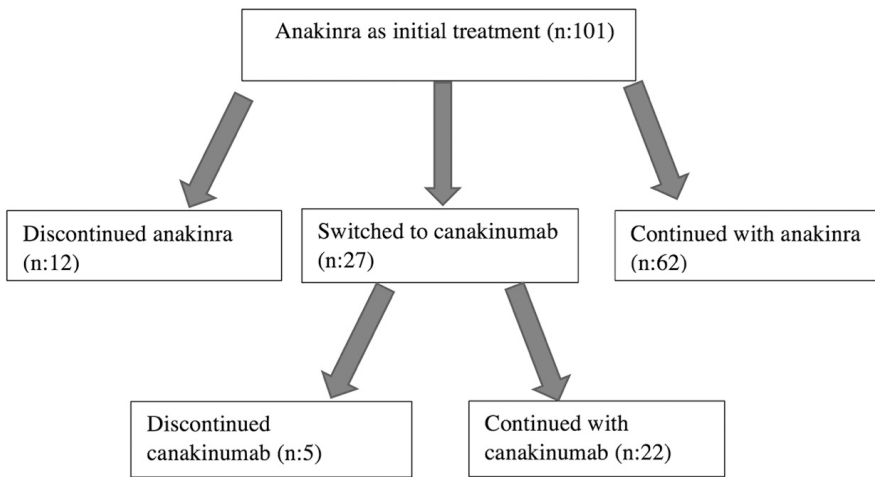 Anakinra as initial treatment (n:101)
Discontinued anakinra
(n:12)
Switched to canakinumab
(n:27)
Continued with anakinra
(n:62)
Discontinued
canakinumab (n:5)
Continued with
canakinumab (n:22)